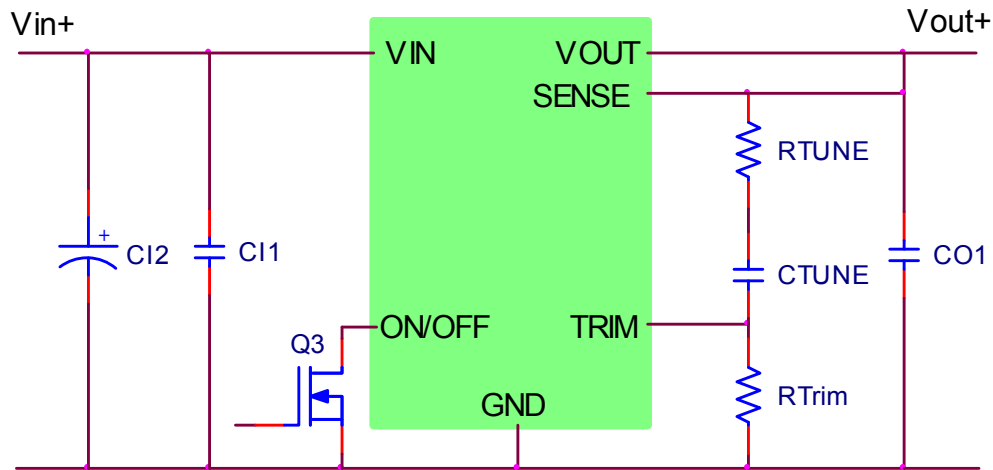 Vin+
Vout+
VIN
VOUT
SENSE
RTUNE
+
CI2
CI1
CTUNE
CO1
Q3
ON/OFF
TRIM
RTrim
GND